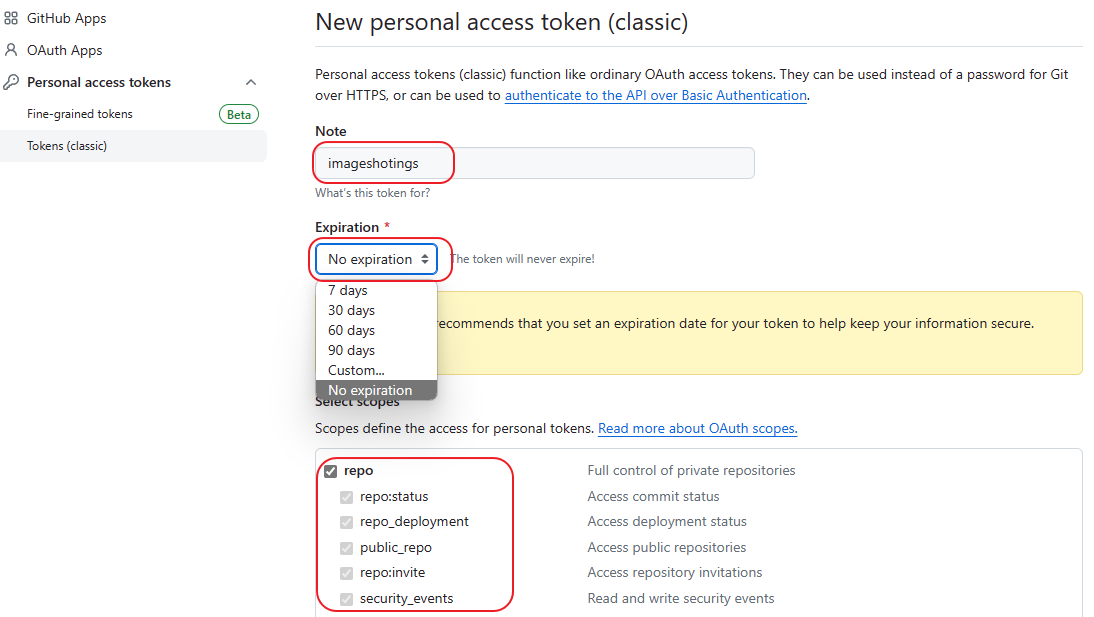 GitHub Apps
OAuth Apps
Personal access tokens
Fine-grained tokens Beta
Tokens (classic)
New personal access token (classic)
Personal access tokens (classic) function like ordinary OAuth access tokens. They can be used instead of a password for Git
over HTTPS, or can be used to authenticate to the API over Basic Authentication.
Note
imageshotings
What's this token for?
Expiration *
No expiration The token will never expire!
7 days
30 days
60 days
90 days
Custom...
No expiration
recommends that you set an expiration date for your token to help keep your information secure.
Select scopes
Scopes define the access for personal tokens. Read more about OAuth scopes.
repo Full control of private repositories
repo:status Access commit status
repo_deployment Access deployment status
public_repo Access public repositories
repo:invite Access repository invitations
security_events Read and write security events